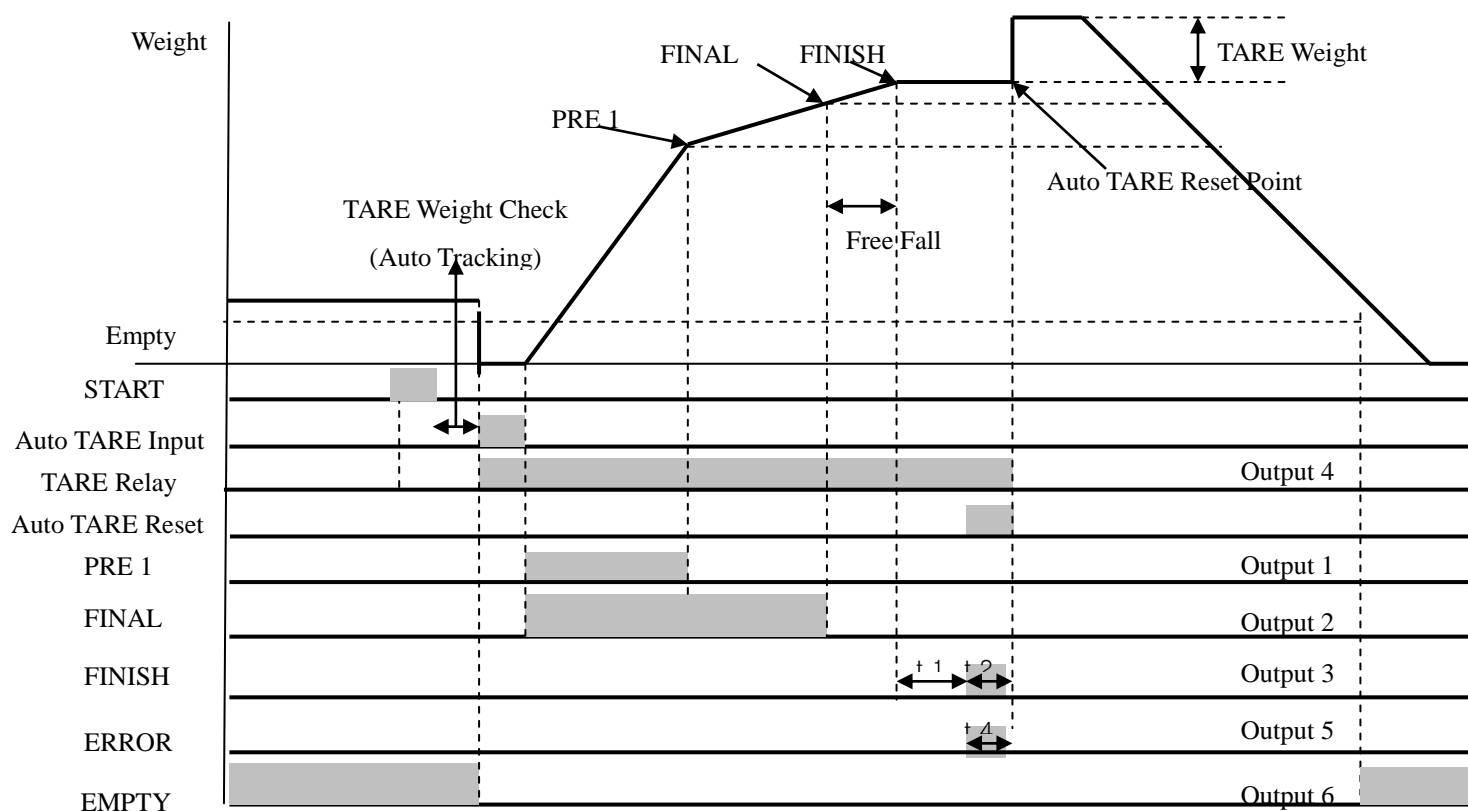 Weight
FINAL
FINISH
TARE Weight
PRE 1
Auto TARE Reset Point
TARE Weight Check
(Auto Tracking)
Free Fall
Empty
START
Auto TARE Input
TARE Relay
Output 4
Auto TARE Reset
PRE 1
Output 1
FINAL
Output 2
FINISH
t 1
t 2
Output 3
ERROR
t 4
Output 5
EMPTY
Output 6